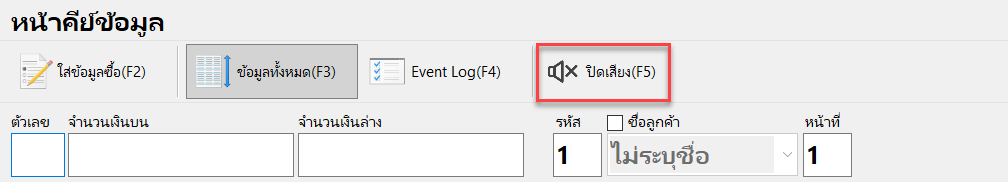 หน้าคีย์ข้อมูล
ใส่ข้อมูลซื้อ(F2) ข้อมูลทั้งหมด(F3) Event Log(F4) ปิดเสียง(F5)
ตัวเลข จำนวนเงินบน จำนวนเงินล่าง รหัส ชื่อลูกค้า หน้าที่
1 ไม่ระบุชื่อ 1